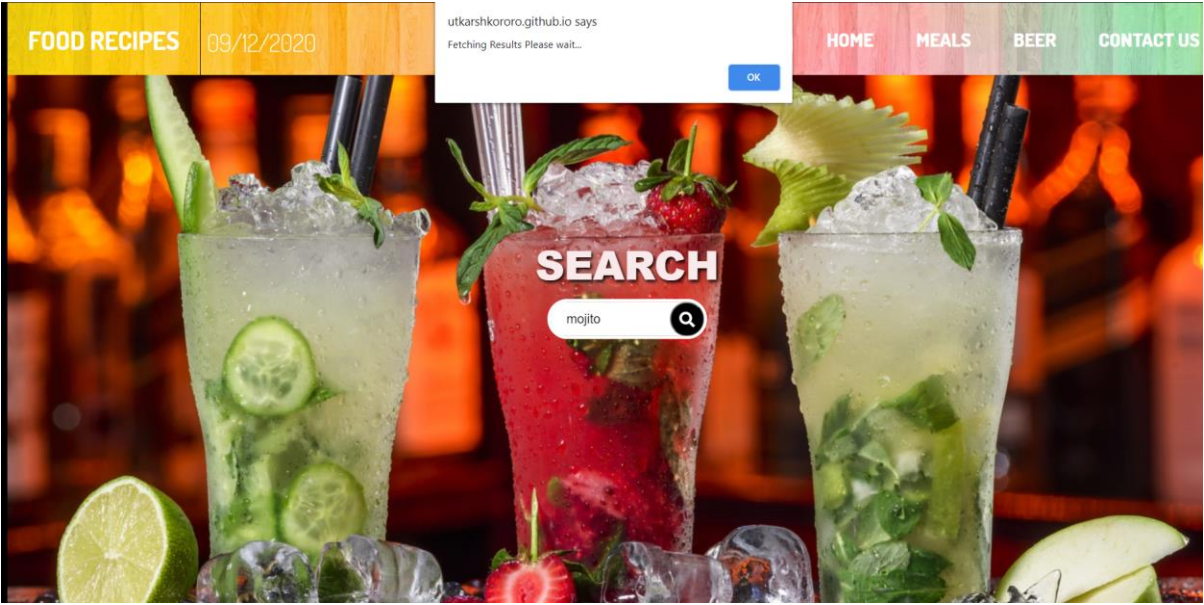 FOOD RECIPES
09/12/2020
utkarshkororo.github.io says
Fetching Results Please wait...
OK
HOME
MEALS
BEER
CONTACT US
SEARCH
mojito